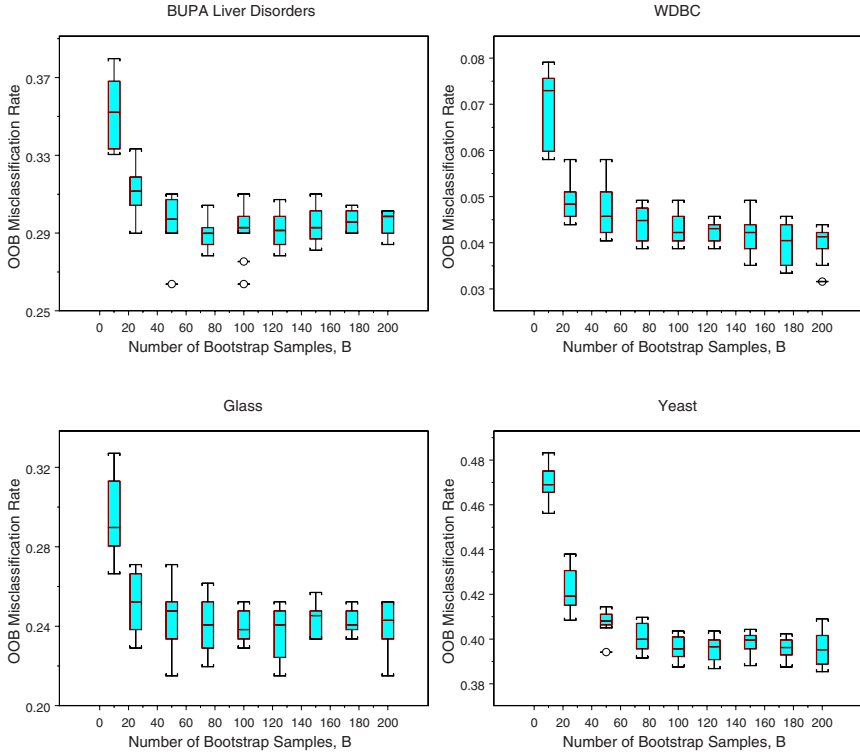 BUPA Liver Disorders
OOB Misclassification Rate
0.37
0.33
0.29
0.25
0 20 40 60 80 100 120 140 160 180 200
Number of Bootstrap Samples, B
WDBC
OOB Misclassification Rate
0.08
0.07
0.06
0.05
0.04
0.03
0 20 40 60 80 100 120 140 160 180 200
Number of Bootstrap Samples, B
Glass
OOB Misclassification Rate
0.32
0.28
0.24
0.20
0 20 40 60 80 100 120 140 160 180 200
Number of Bootstrap Samples, B
Yeast
OOB Misclassification Rate
0.48
0.46
0.44
0.42
0.40
0.38
0 20 40 60 80 100 120 140 160 180 200
Number of Bootstrap Samples, B